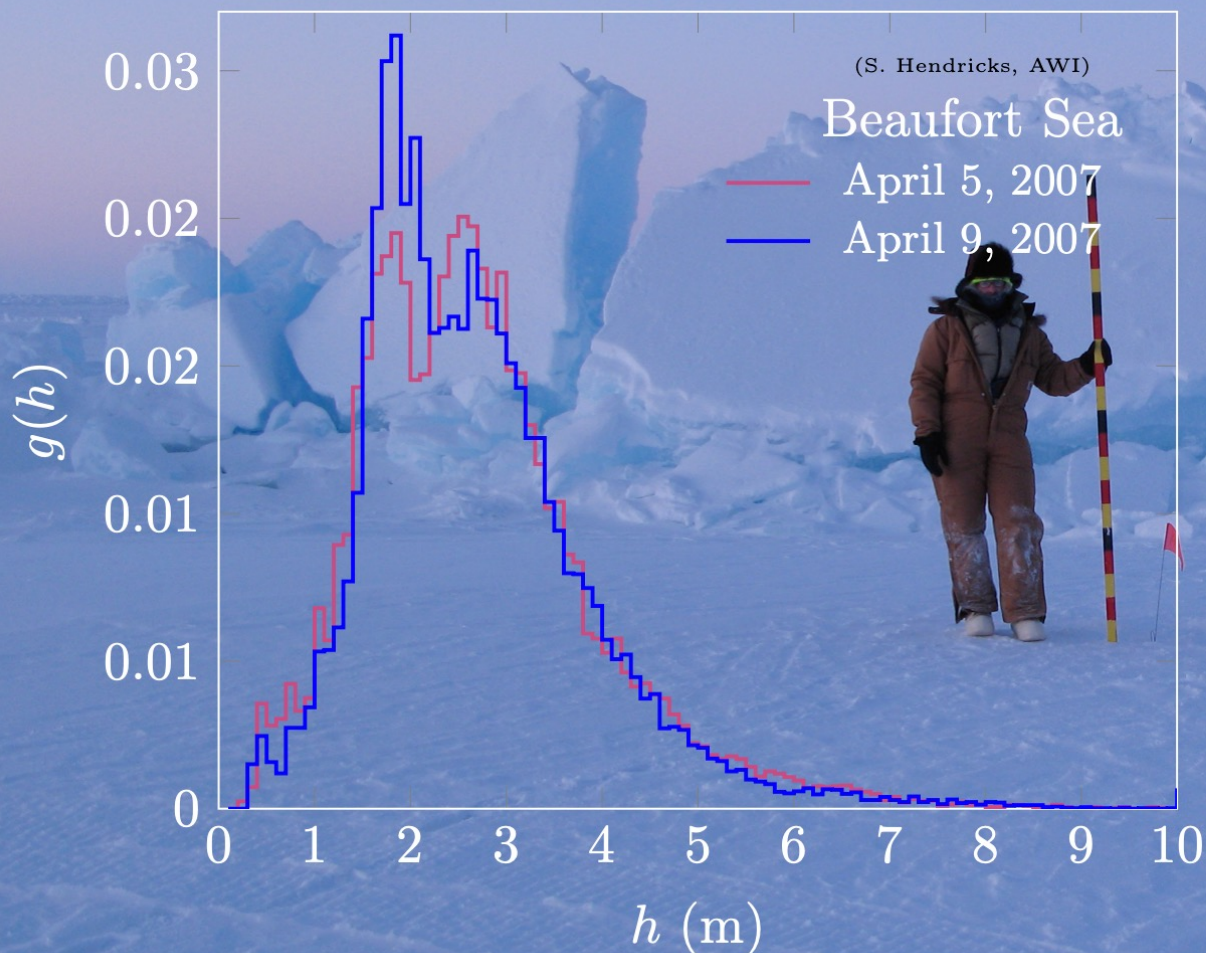 (S. Hendricks, AWI)
Beaufort Sea
April 5, 2007
April 9, 2007
0.03
0.02
0.02
0.01
0.01
0
g(h)
0 1 2 3 4 5 6 7 8 9 10
h (m)